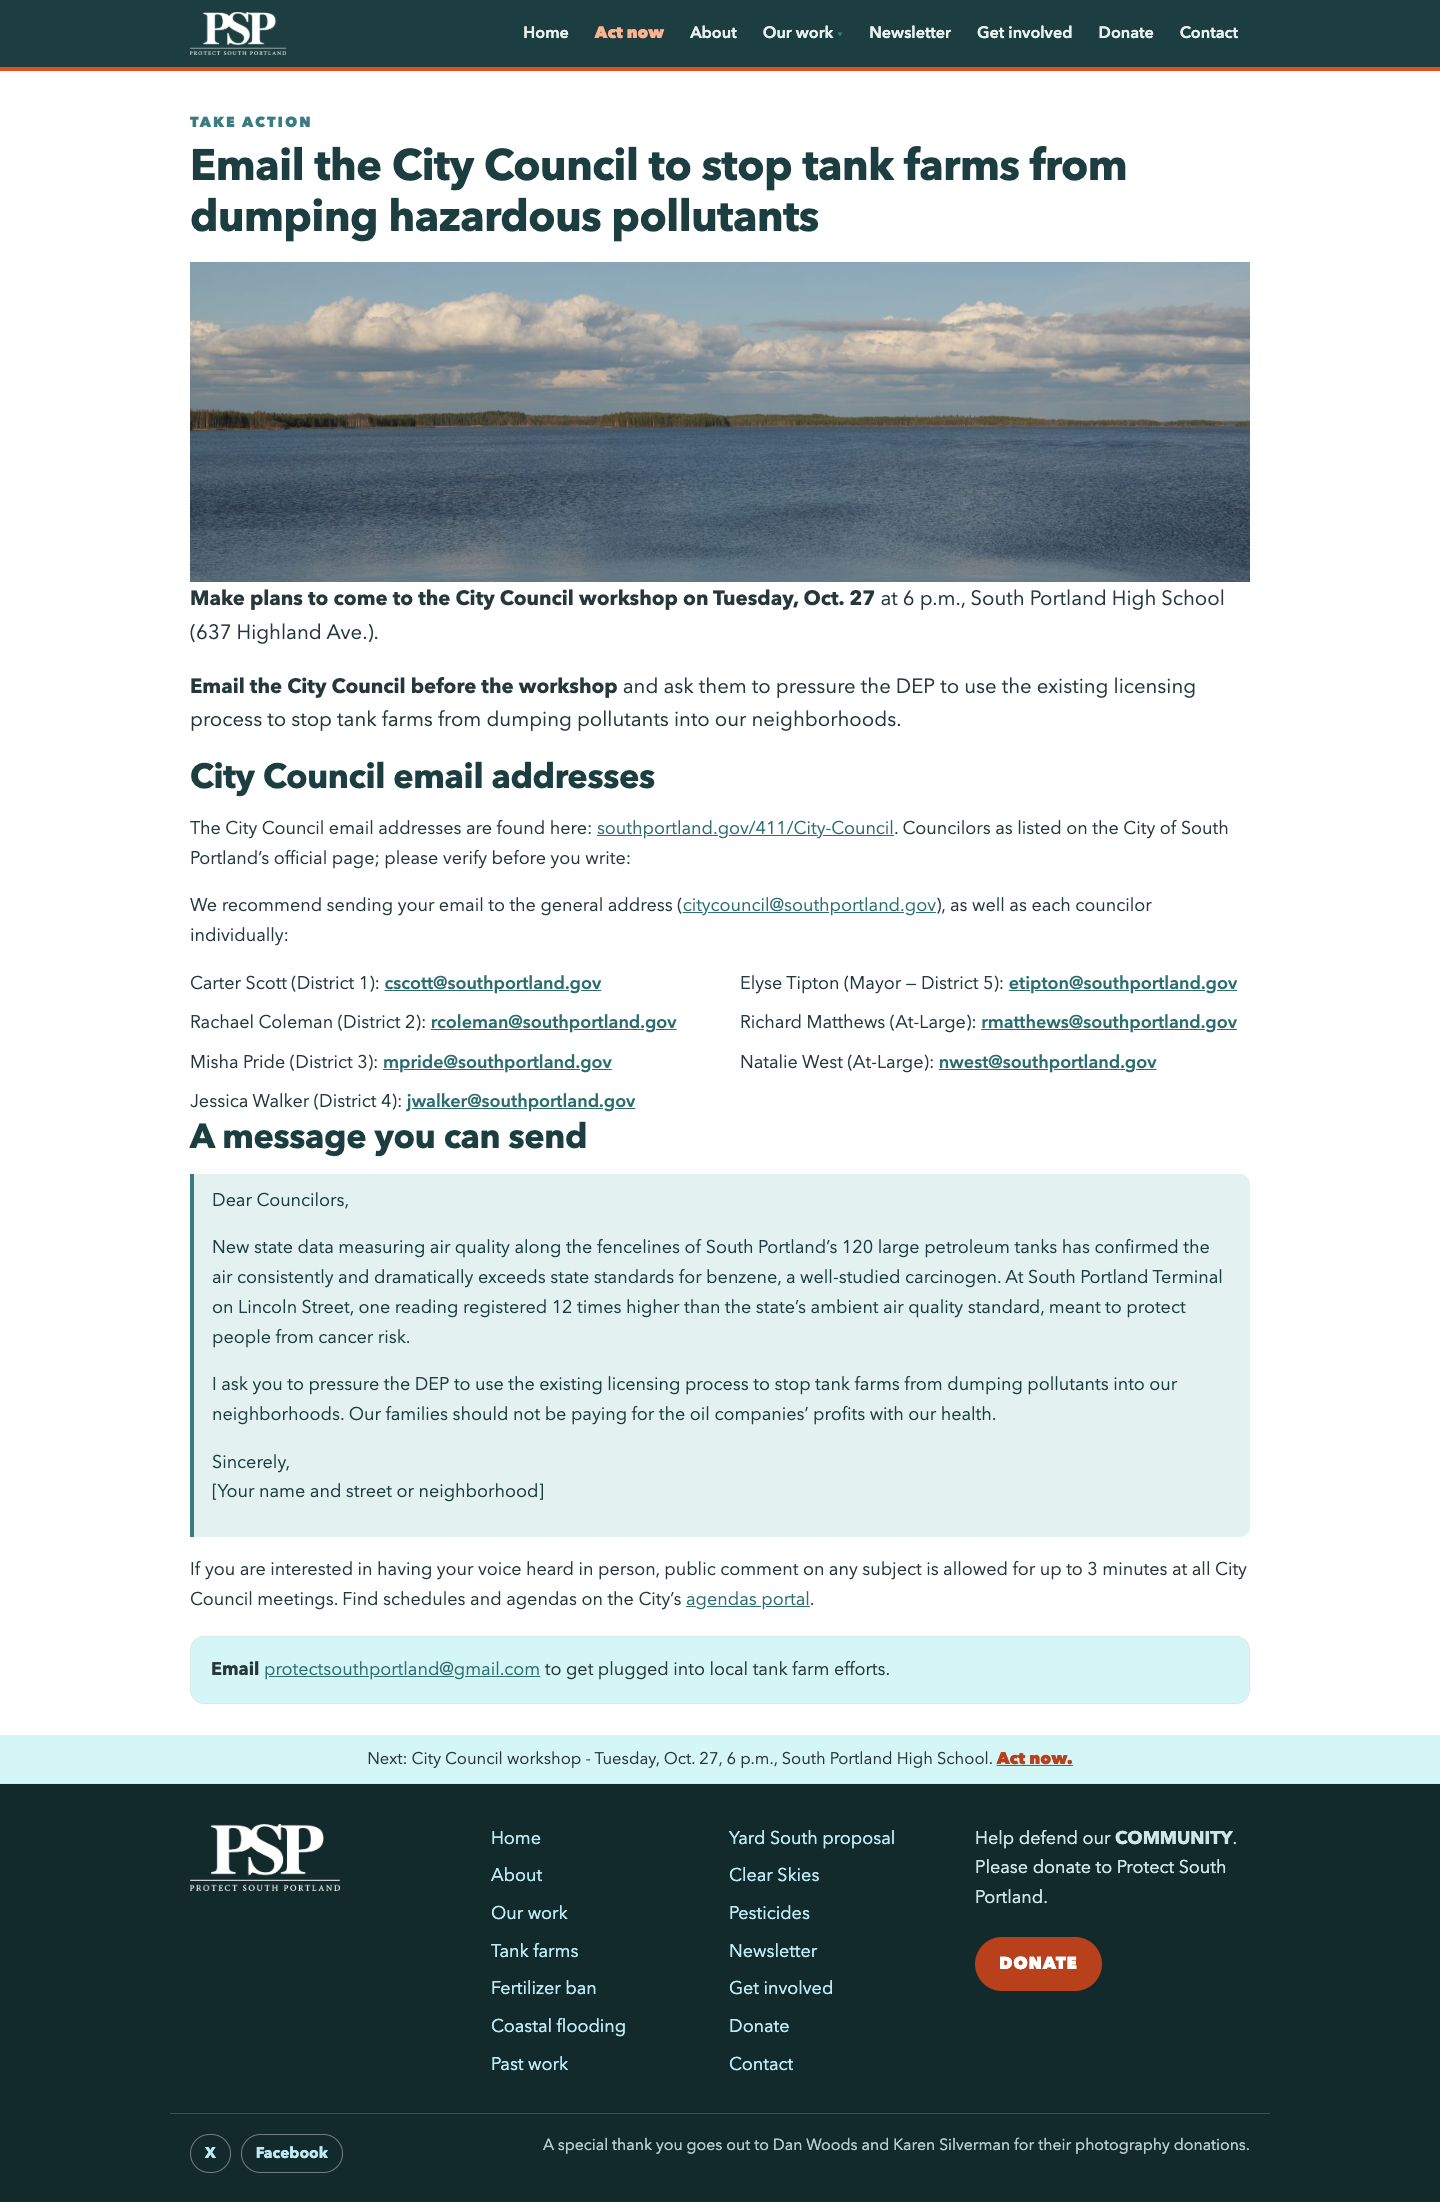 PSP
PROTECT SOUTH PORTLAND
Home Act now About Our work Newsletter Get involved Donate Contact
TAKE ACTION
Email the City Council to stop tank farms from
dumping hazardous pollutants
Make plans to come to the City Council workshop on Tuesday, Oct. 27 at 6 p.m., South Portland High School
(637 Highland Ave.).
Email the City Council before the workshop and ask them to pressure the DEP to use the existing licensing
process to stop tank farms from dumping pollutants into our neighborhoods.
City Council email addresses
The City Council email addresses are found here: southportland.gov/411/City-Council. Councilors as listed on the City of South
Portland’s official page; please verify before you write:
We recommend sending your email to the general address (citycouncil@southportland.gov), as well as each councilor
individually:
Carter Scott (District 1): cscott@southportland.gov
Rachael Coleman (District 2): rcoleman@southportland.gov
Misha Pride (District 3): mpride@southportland.gov
Jessica Walker (District 4): jwalker@southportland.gov
Elyse Tipton (Mayor – District 5): etipton@southportland.gov
Richard Matthews (At-Large): rmatthews@southportland.gov
Natalie West (At-Large): nwest@southportland.gov
A message you can send
Dear Councilors,
New state data measuring air quality along the fencelines of South Portland’s 120 large petroleum tanks has confirmed the
air consistently and dramatically exceeds state standards for benzene, a well-studied carcinogen. At South Portland Terminal
on Lincoln Street, one reading registered 12 times higher than the state’s ambient air quality standard, meant to protect
people from cancer risk.
I ask you to pressure the DEP to use the existing licensing process to stop tank farms from dumping pollutants into our
neighborhoods. Our families should not be paying for the oil companies’ profits with our health.
Sincerely,
[Your name and street or neighborhood]
If you are interested in having your voice heard in person, public comment on any subject is allowed for up to 3 minutes at all City
Council meetings. Find schedules and agendas on the City’s agendas portal.
Email protectsouthportland@gmail.com to get plugged into local tank farm efforts.
Next: City Council workshop - Tuesday, Oct. 27, 6 p.m., South Portland High School. Act now.
PSP
PROTECT SOUTH PORTLAND
Home
About
Our work
Tank farms
Fertilizer ban
Coastal flooding
Past work
Yard South proposal
Clear Skies
Pesticides
Newsletter
Get involved
Donate
Contact
Help defend our COMMUNITY.
Please donate to Protect South
Portland.
DONATE
X Facebook
A special thank you goes out to Dan Woods and Karen Silverman for their photography donations.